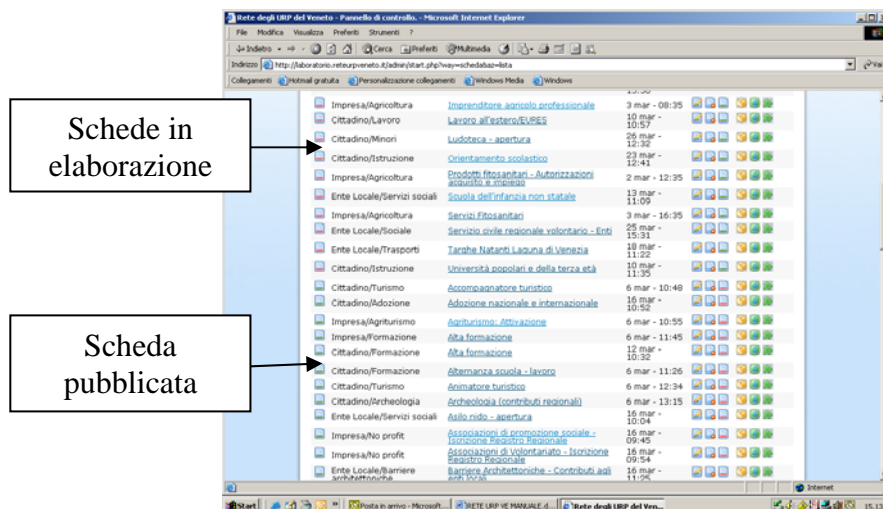 Rete degli URP del Veneto - Pannello di controllo. - Microsoft Internet Explorer
File Modifica Visualizza Preferiti Strumenti ?
Indietro Cerca Preferiti Multimedia
Indirizzo http://laboratorio.reteurpveneto.it/admin/start.php?way=scheda&az=lista Vai
Collegamenti Hotmail gratuita Personalizzazione collegamenti Windows Media Windows
Impresa/Agricoltura Imprenditore agricolo professionale 3 mar - 08:35
Cittadino/Lavoro Lavoro all'estero/EURES 10 mar - 10:57
Cittadino/Minori Ludoteca - apertura 26 mar - 12:32
Cittadino/Istruzione Orientamento scolastico 23 mar - 12:41
Impresa/Agricoltura Prodotti fitosanitari - Autorizzazioni acquisto e impiego 2 mar - 12:35
Ente Locale/Servizi sociali Scuola dell'infanzia non statale 13 mar - 11:09
Impresa/Agricoltura Servizi Fitosanitari 3 mar - 16:35
Ente Locale/Sociale Servizio civile regionale volontario - Enti 25 mar - 15:31
Ente Locale/Trasporti Targhe Natanti Laguna di Venezia 18 mar - 11:22
Cittadino/Istruzione Università popolari e della terza età 10 mar - 11:35
Cittadino/Turismo Accompagnatore turistico 6 mar - 10:48
Cittadino/Adozione Adozione nazionale e internazionale 16 mar - 10:52
Impresa/Agriturismo Agriturismo: Attivazione 6 mar - 10:55
Impresa/Formazione Alta formazione 6 mar - 11:45
Cittadino/Formazione Alta formazione 12 mar - 10:32
Cittadino/Formazione Alternanza scuola - lavoro 6 mar - 11:26
Cittadino/Turismo Animatore turistico 6 mar - 12:34
Cittadino/Archeologia Archeologia (contributi regionali) 6 mar - 13:15
Ente Locale/Servizi sociali Asilo nido - apertura 16 mar - 10:04
Impresa/No profit Associazioni di promozione sociale - Iscrizione Registro Regionale 16 mar - 09:45
Impresa/No profit Associazioni di Volontariato - Iscrizione Registro Regionale 16 mar - 09:54
Ente Locale/Barriere architettoniche Barriere Architettoniche - Contributi agli enti locali 16 mar - 11:25
Internet
Start Posta in arrivo - Microsoft... RETE URP VE MANUALE.d... Rete degli URP del Ven... 15.13
Schede in
elaborazione
Scheda
pubblicata